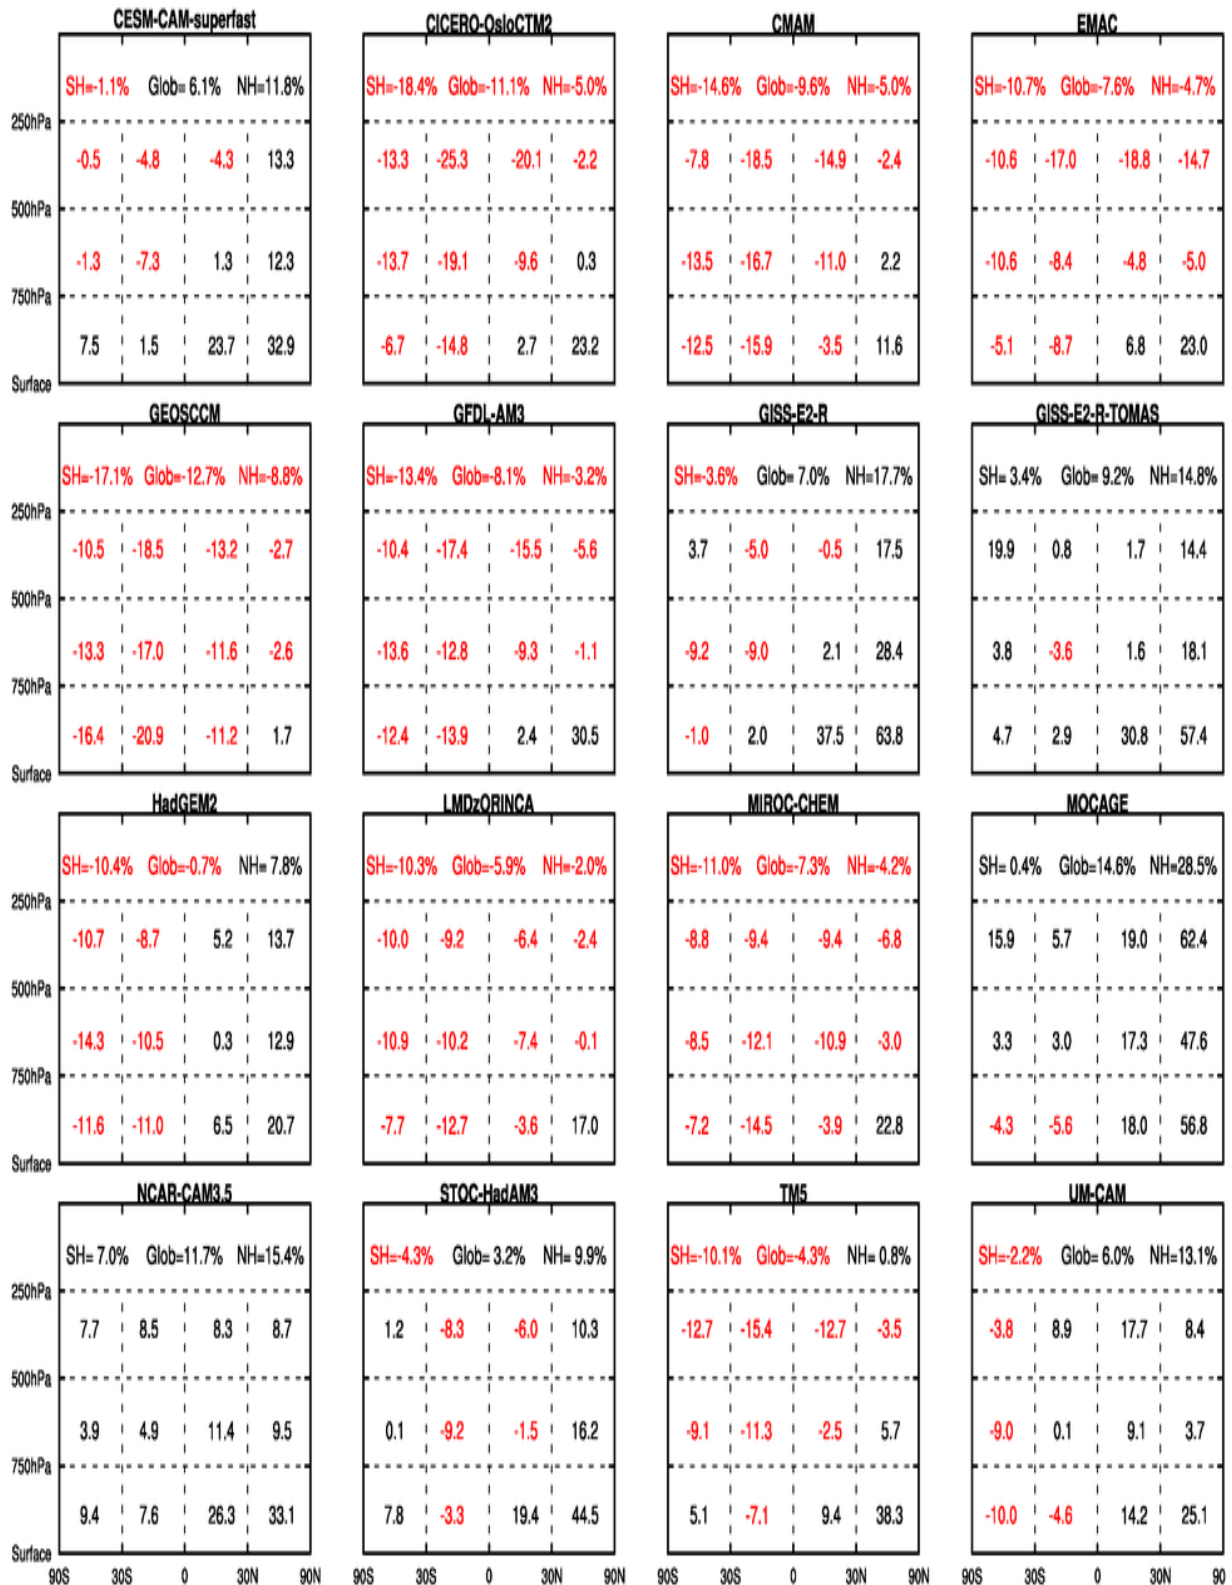 CESM-CAM-superfast CICERO-OsloCTM2 CMAM EMAC
SH=-1.1% Glob= 6.1% NH=11.8% SH=-18.4% Glob=-11.1% NH=-5.0% SH=-14.6% Glob=-9.6% NH=-5.0% SH=-10.7% Glob=-7.6% NH=-4.7%
250hPa
-0.5 -4.8 -4.3 13.3 -13.3 -25.3 -20.1 -2.2 -7.8 -18.5 -14.9 -2.4 -10.6 -17.0 -18.8 -14.7
500hPa
-1.3 -7.3 1.3 12.3 -13.7 -19.1 -9.6 0.3 -13.5 -16.7 -11.0 2.2 -10.6 -8.4 -4.8 -5.0
750hPa
7.5 1.5 23.7 32.9 -6.7 -14.8 2.7 23.2 -12.5 -15.9 -3.5 11.6 -5.1 -8.7 6.8 23.0
Surface
GEOSCCM GFDL-AM3 GISS-E2-R GISS-E2-R-TOMAS
SH=-17.1% Glob=-12.7% NH=-8.8% SH=-13.4% Glob=-8.1% NH=-3.2% SH=-3.6% Glob= 7.0% NH=17.7% SH= 3.4% Glob= 9.2% NH=14.8%
250hPa
-10.5 -18.5 -13.2 -2.7 -10.4 -17.4 -15.5 -5.6 3.7 -5.0 -0.5 17.5 19.9 0.8 1.7 14.4
500hPa
-13.3 -17.0 -11.6 -2.6 -13.6 -12.8 -9.3 -1.1 -9.2 -9.0 2.1 28.4 3.8 -3.6 1.6 18.1
750hPa
-16.4 -20.9 -11.2 1.7 -12.4 -13.9 2.4 30.5 -1.0 2.0 37.5 63.8 4.7 2.9 30.8 57.4
Surface
HadGEM2 LMDzORINCA MIROC-CHEM MOCAGE
SH=-10.4% Glob=-0.7% NH= 7.8% SH=-10.3% Glob=-5.9% NH=-2.0% SH=-11.0% Glob=-7.3% NH=-4.2% SH= 0.4% Glob=14.6% NH=28.5%
250hPa
-10.7 -8.7 5.2 13.7 -10.0 -9.2 -6.4 -2.4 -8.8 -9.4 -9.4 -6.8 15.9 5.7 19.0 62.4
500hPa
-14.3 -10.5 0.3 12.9 -10.9 -10.2 -7.4 -0.1 -8.5 -12.1 -10.9 -3.0 3.3 3.0 17.3 47.6
750hPa
-11.6 -11.0 6.5 20.7 -7.7 -12.7 -3.6 17.0 -7.2 -14.5 -3.9 22.8 -4.3 -5.6 18.0 56.8
Surface
NCAR-CAM3.5 STOC-HadAM3 TM5 UM-CAM
SH= 7.0% Glob=11.7% NH=15.4% SH=-4.3% Glob= 3.2% NH= 9.9% SH=-10.1% Glob=-4.3% NH= 0.8% SH=-2.2% Glob= 6.0% NH=13.1%
250hPa
7.7 8.5 8.3 8.7 1.2 -8.3 -6.0 10.3 -12.7 -15.4 -12.7 -3.5 -3.8 8.9 17.7 8.4
500hPa
3.9 4.9 11.4 9.5 0.1 -9.2 -1.5 16.2 -9.1 -11.3 -2.5 5.7 -9.0 0.1 9.1 3.7
750hPa
9.4 7.6 26.3 33.1 7.8 -3.3 19.4 44.5 5.1 -7.1 9.4 38.3 -10.0 -4.6 14.2 25.1
Surface
90S 30S 0 30N 90N 90S 30S 0 30N 90N 90S 30S 0 30N 90N 90S 30S 0 30N 90